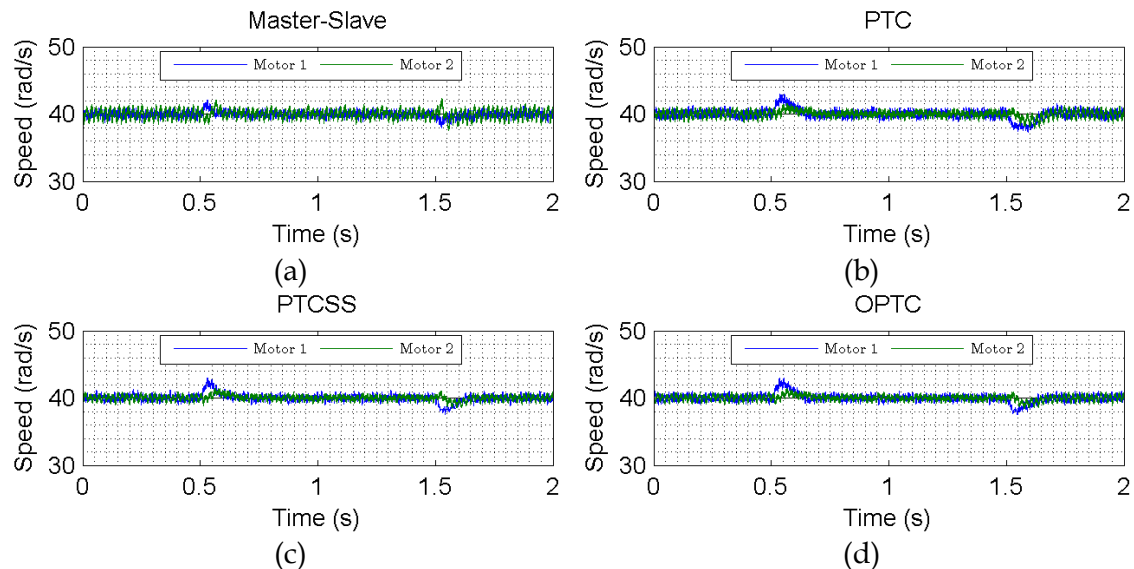 Master-Slave
50
40
30
Speed (rad/s)
Motor 1 Motor 2
0 0.5 1 1.5 2
Time (s)
(a)
PTC
50
40
30
Speed (rad/s)
Motor 1 Motor 2
0 0.5 1 1.5 2
Time (s)
(b)
PTCSS
50
40
30
Speed (rad/s)
Motor 1 Motor 2
0 0.5 1 1.5 2
Time (s)
(c)
OPTC
50
40
30
Speed (rad/s)
Motor 1 Motor 2
0 0.5 1 1.5 2
Time (s)
(d)